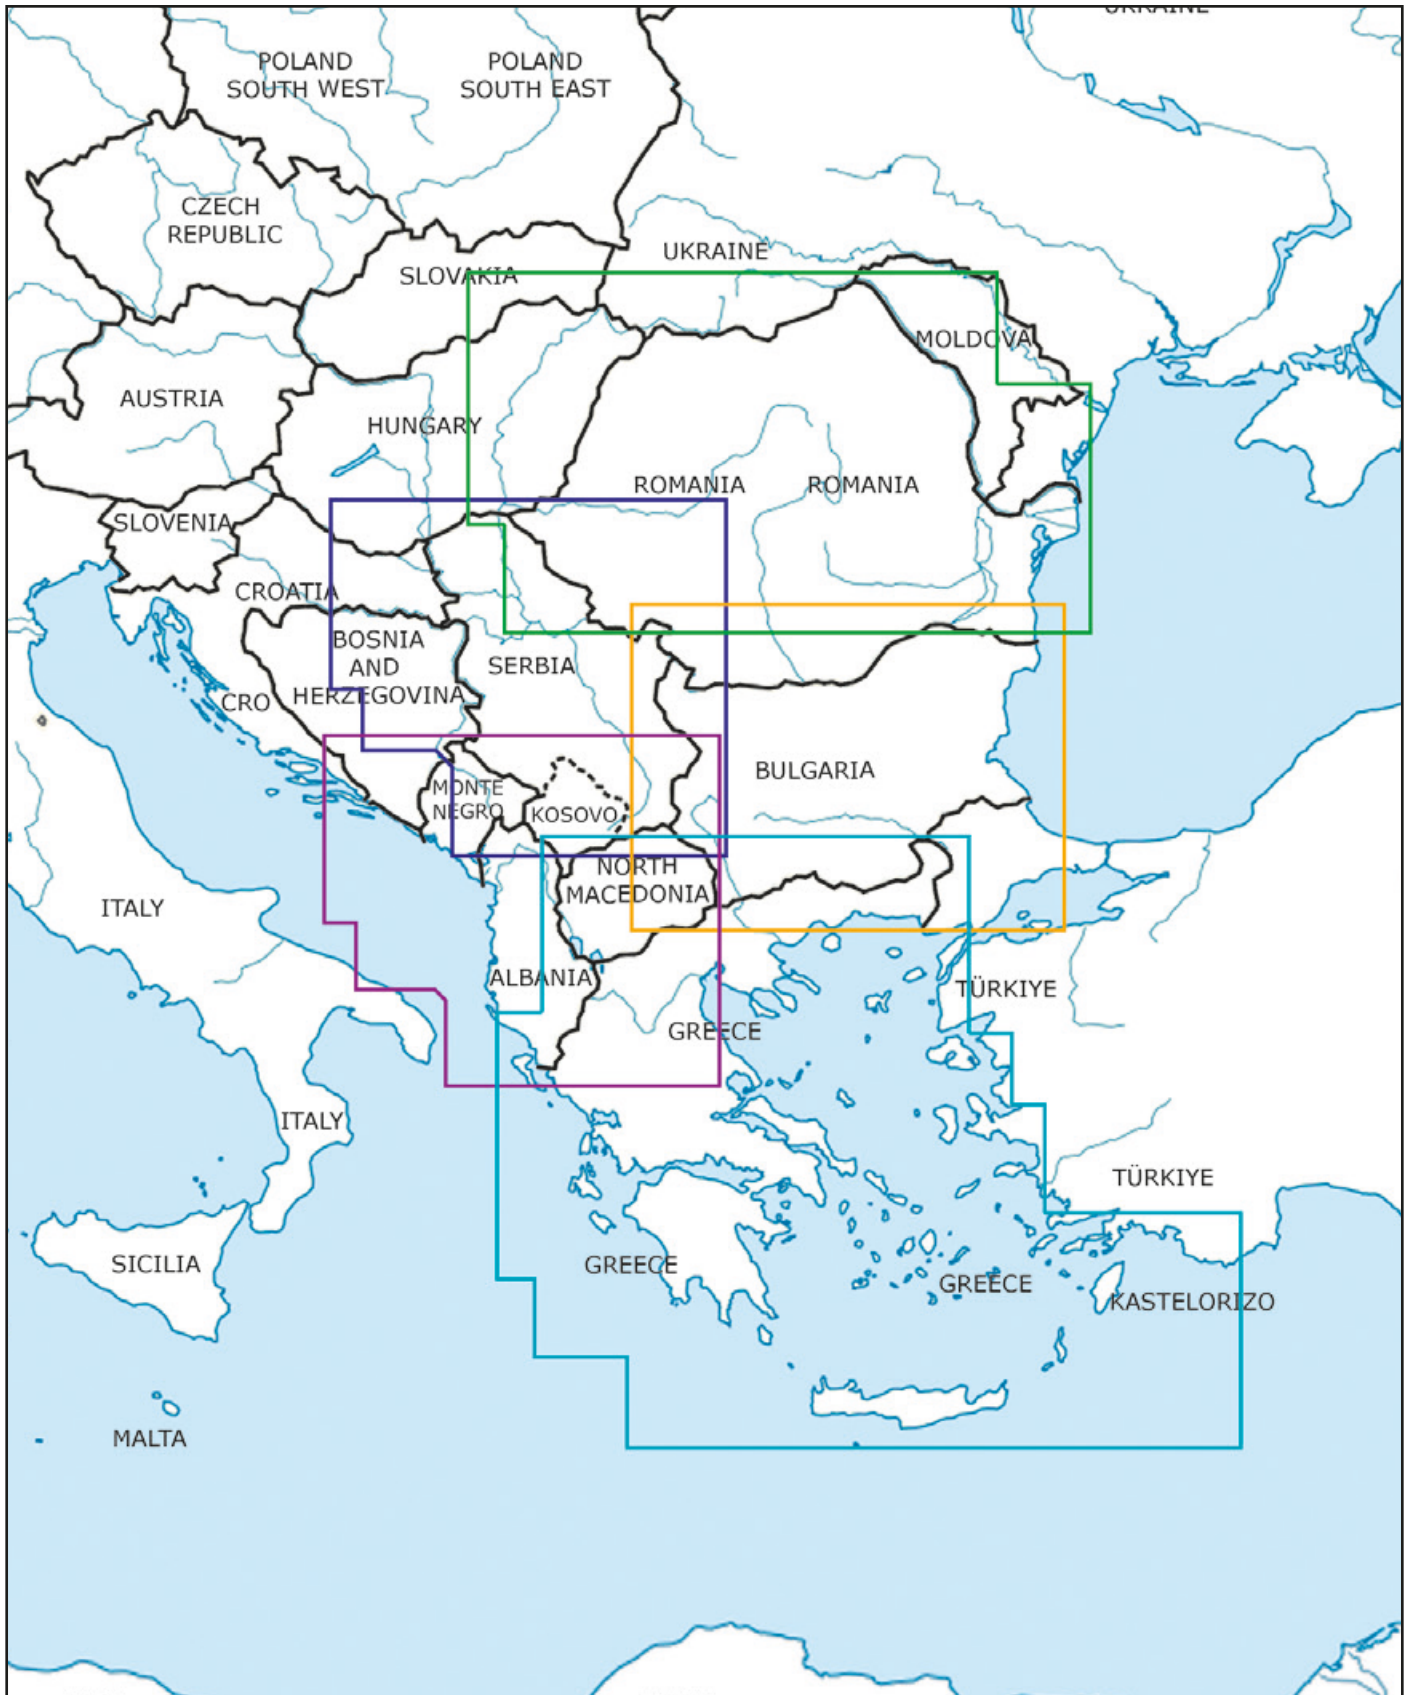 UKRAINE
POLAND
SOUTH WEST
POLAND
SOUTH EAST
CZECH
REPUBLIC
UKRAINE
SLOVAKIA
MOLDOVA
AUSTRIA
HUNGARY
ROMANIA
ROMANIA
SLOVENIA
CROATIA
BOSNIA
AND
HERZEGOVINA
SERBIA
CRO
BULGARIA
MONTE
NEGRO
KOSOVO
NORTH
MACEDONIA
ITALY
ALBANIA
TÜRKIYE
GREECE
ITALY
TÜRKIYE
SICILIA
GREECE
GREECE
KASTELORIZO
MALTA